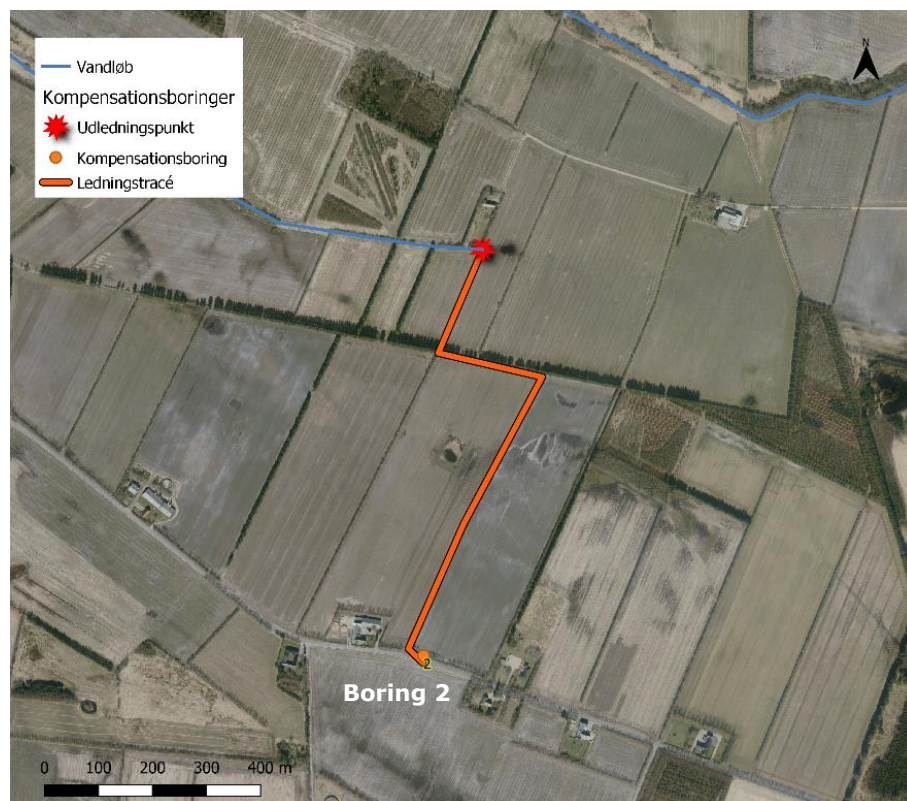 Vandløb
Kompensationsboringer
Udledningspunkt
Kompensationsboring
Ledningstracé
N
2
Boring 2
0 100 200 300 400 m